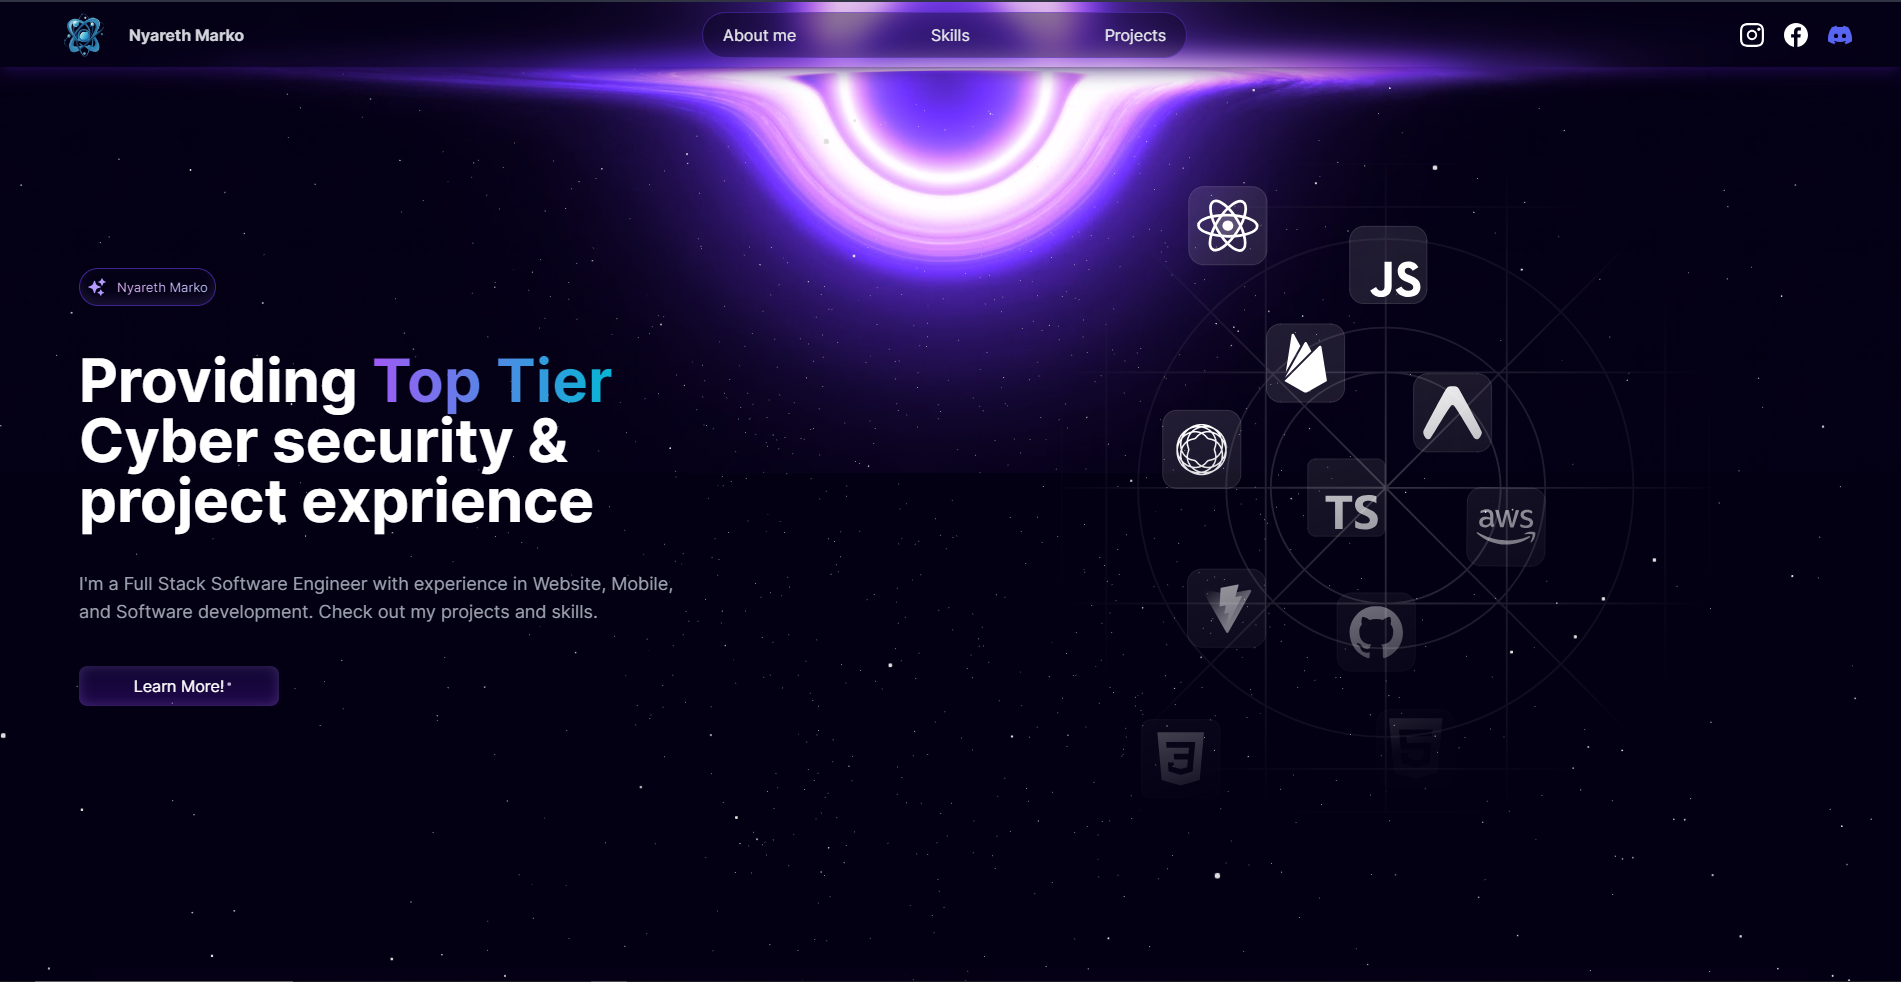 Nyareth Marko
About me
Skills
Projects
Nyareth Marko
Providing Top Tier
Cyber security &
project exprience
I'm a Full Stack Software Engineer with experience in Website, Mobile,
and Software development. Check out my projects and skills.
Learn More!
JS
TS
aws
3
5